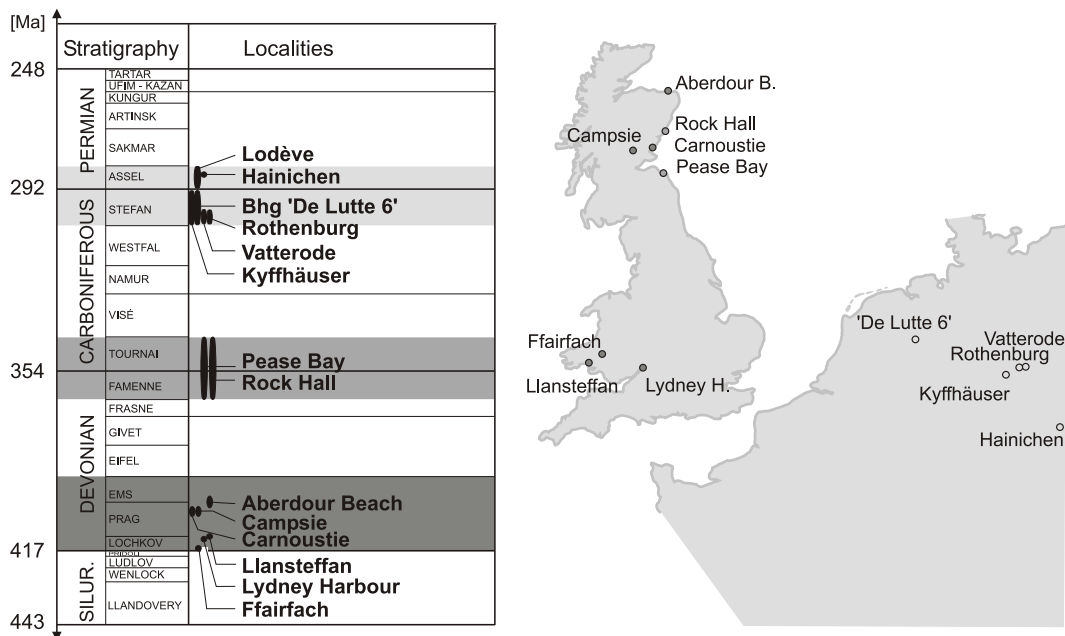 [Ma]
Stratigraphy
Localities
248
TARTAR
UFIM - KAZAN
KUNGUR
ARTINSK
SAKMAR
ASSEL
PERMIAN
Lodève
Hainichen
292
STEFAN
WESTFAL
NAMUR
VISÉ
TOURNAI
CARBONIFEROUS
Bhg 'De Lutte 6'
Rothenburg
Vatterode
Kyffhäuser
Pease Bay
354
Rock Hall
FAMENNE
FRASNE
GIVET
EIFEL
EMS
PRAG
LOCHKOV
DEVONIAN
Aberdour Beach
Campsie
Carnoustie
417
PRIDOLI
LUDLOV
WENLOCK
LLANDOVERY
SILUR.
Llansteffan
Lydney Harbour
Ffairfach
443
Aberdour B.
Rock Hall
Campsie
Carnoustie
Pease Bay
Ffairfach
Llansteffan
Lydney H.
'De Lutte 6'
Vatterode
Rothenburg
Kyffhäuser
Hainichen